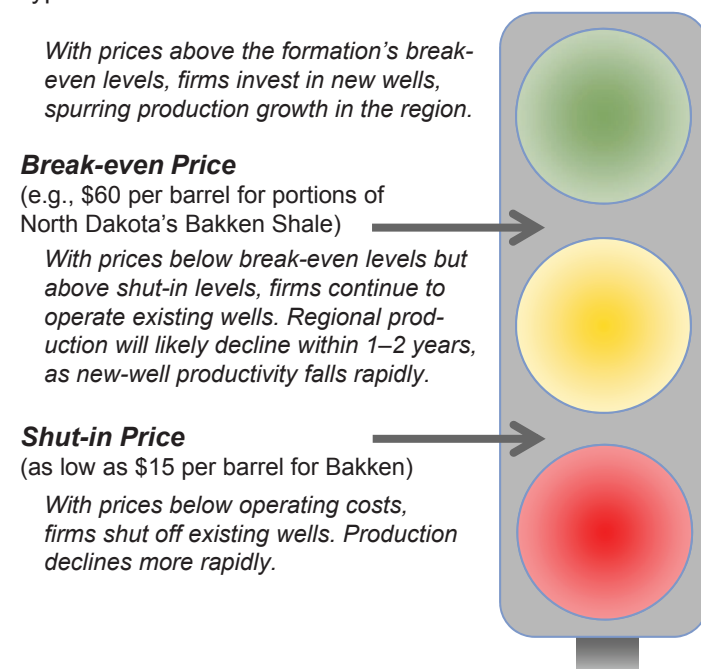 With prices above the formation's break-
even levels, firms invest in new wells,
spurring production growth in the region.
Break-even Price
(e.g., $60 per barrel for portions of
North Dakota's Bakken Shale)
With prices below break-even levels but
above shut-in levels, firms continue to
operate existing wells. Regional prod-
uction will likely decline within 1–2 years,
as new-well productivity falls rapidly.
Shut-in Price
(as low as $15 per barrel for Bakken)
With prices below operating costs,
firms shut off existing wells. Production
declines more rapidly.